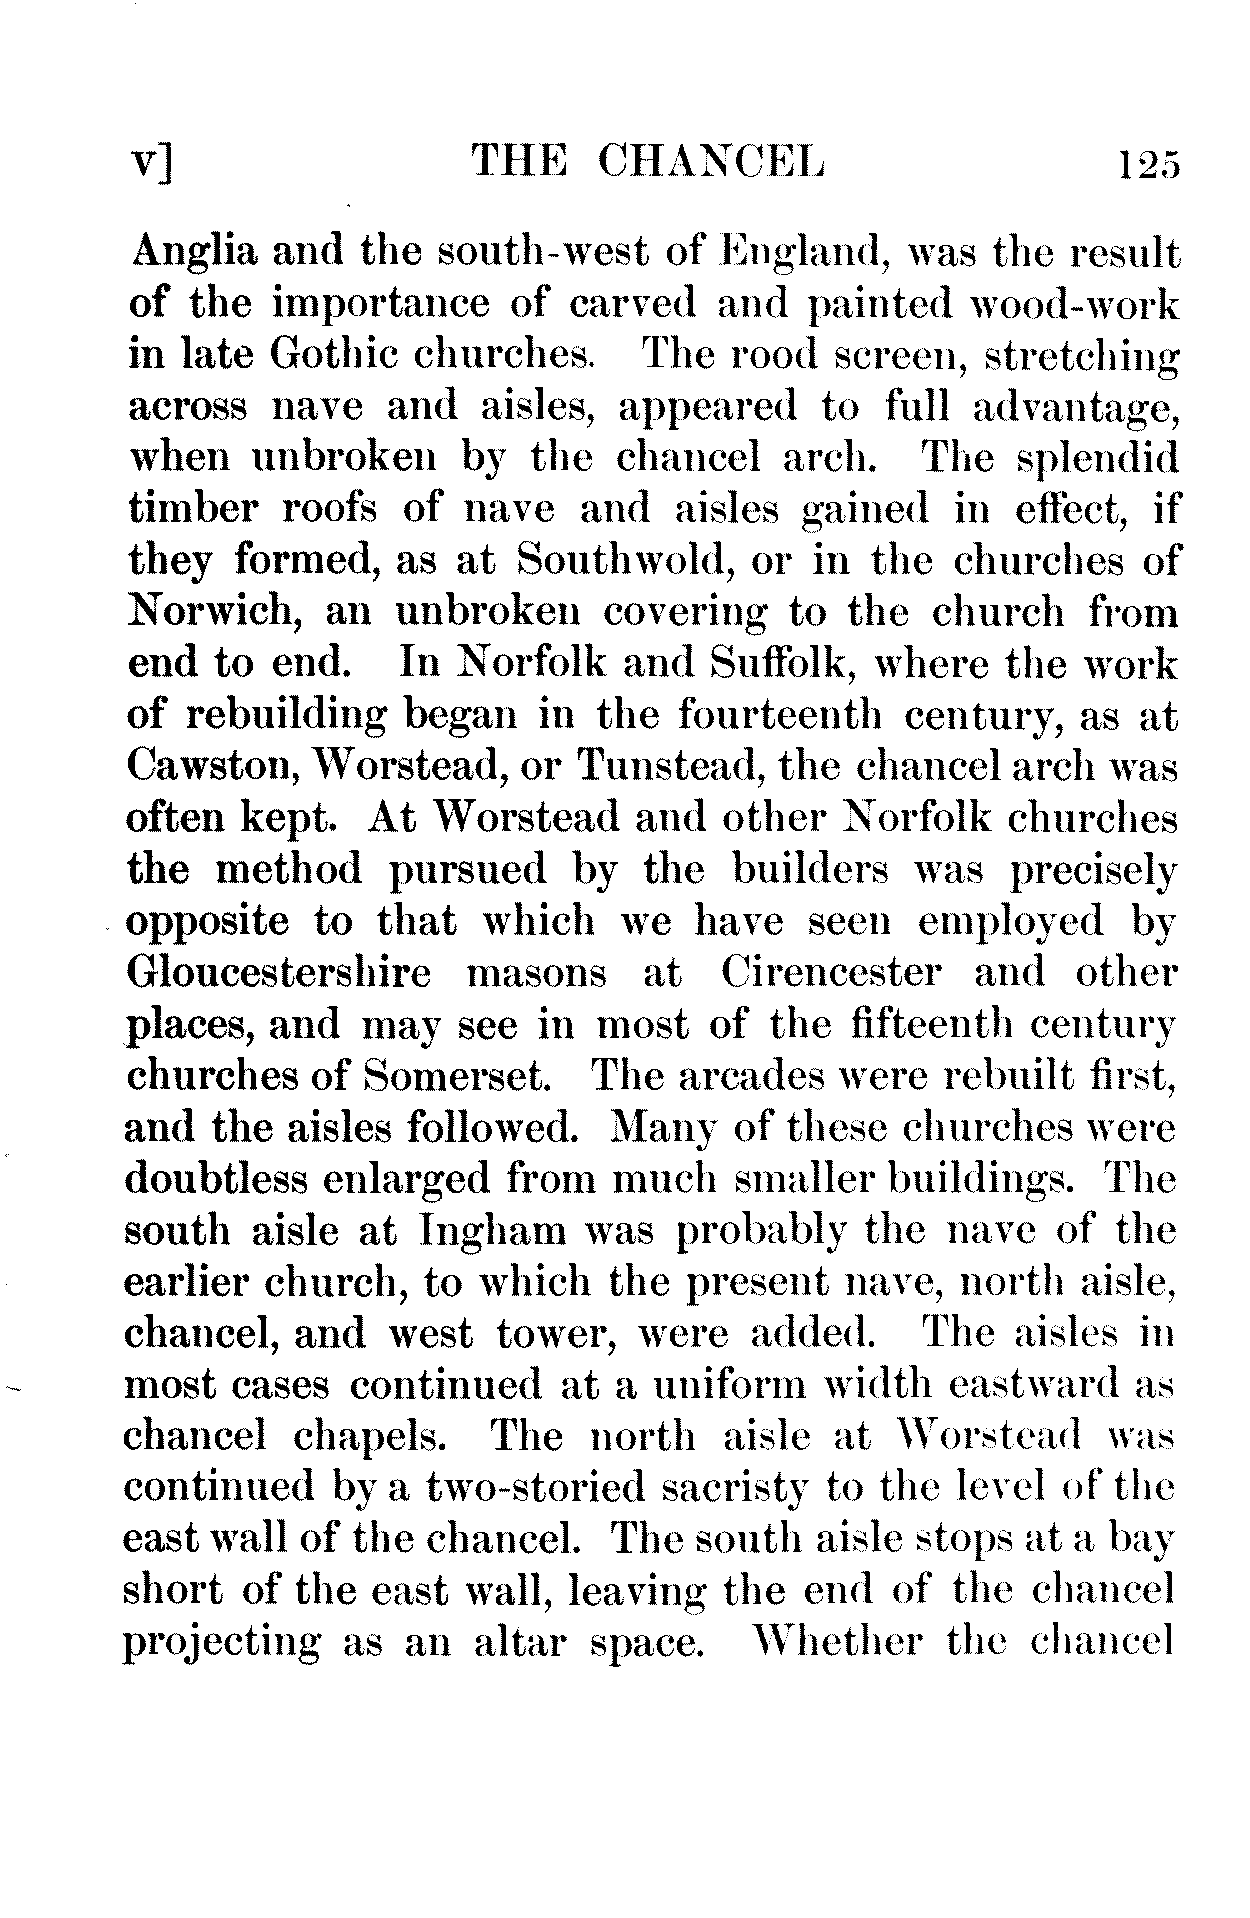 v] THE CHANCEL 125
Anglia and the south-west of England, was the result
of the importance of carved and painted wood-work
in late Gothic churches. The rood screen, stretching
across nave and aisles, appeared to full advantage,
when unbroken by the chancel arch. The splendid
timber roofs of nave and aisles gained in effect, if
they formed, as at Southwold, or in the churches of
Norwich, an unbroken covering to the church from
end to end. In Norfolk and Suffolk, where the work
of rebuilding began in the fourteenth century, as at
Cawston, Worstead, or Tunstead, the chancel arch was
often kept. At Worstead and other Norfolk churches
the method pursued by the builders was precisely
opposite to that which we have seen employed by
Gloucestershire masons at Cirencester and other
places, and may see in most of the fifteenth century
churches of Somerset. The arcades were rebuilt first,
and the aisles followed. Many of these churches were
doubtless enlarged from much smaller buildings. The
south aisle at Ingham was probably the nave of the
earlier church, to which the present nave, north aisle,
chancel, and west tower, were added. The aisles in
most cases continued at a uniform width eastward as
chancel chapels. The north aisle at Worstead was
continued by a two-storied sacristy to the level of the
east wall of the chancel. The south aisle stops at a bay
short of the east wall, leaving the end of the chancel
projecting as an altar space. Whether the chancel